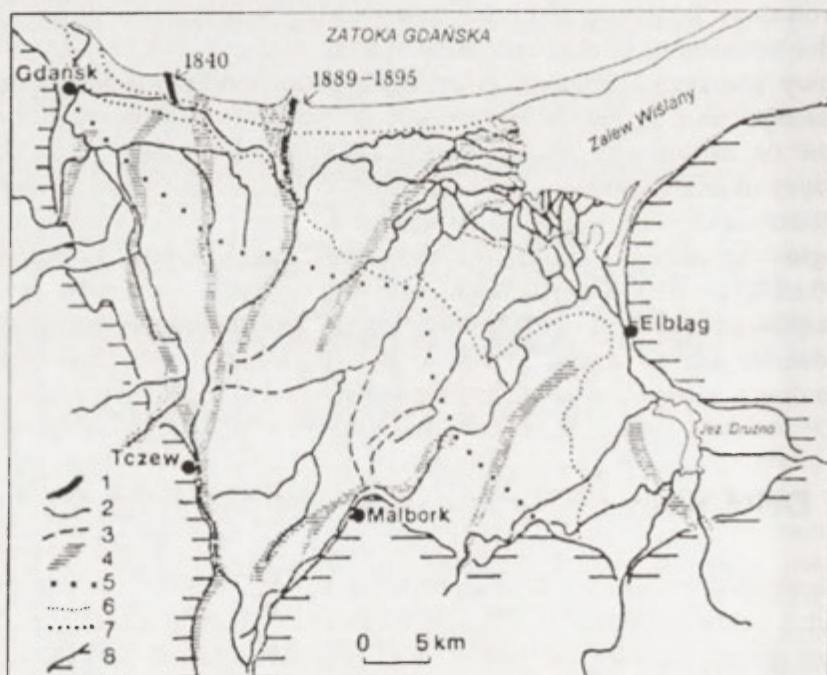 ZATOKA GDAŃSKA
1840
Gdańsk
1889-1895
Zalew Wiślany
Elbląg
jez. Druzno
Tczew
Malbork
1
2
3
4
5
6
7
8
0 5 km